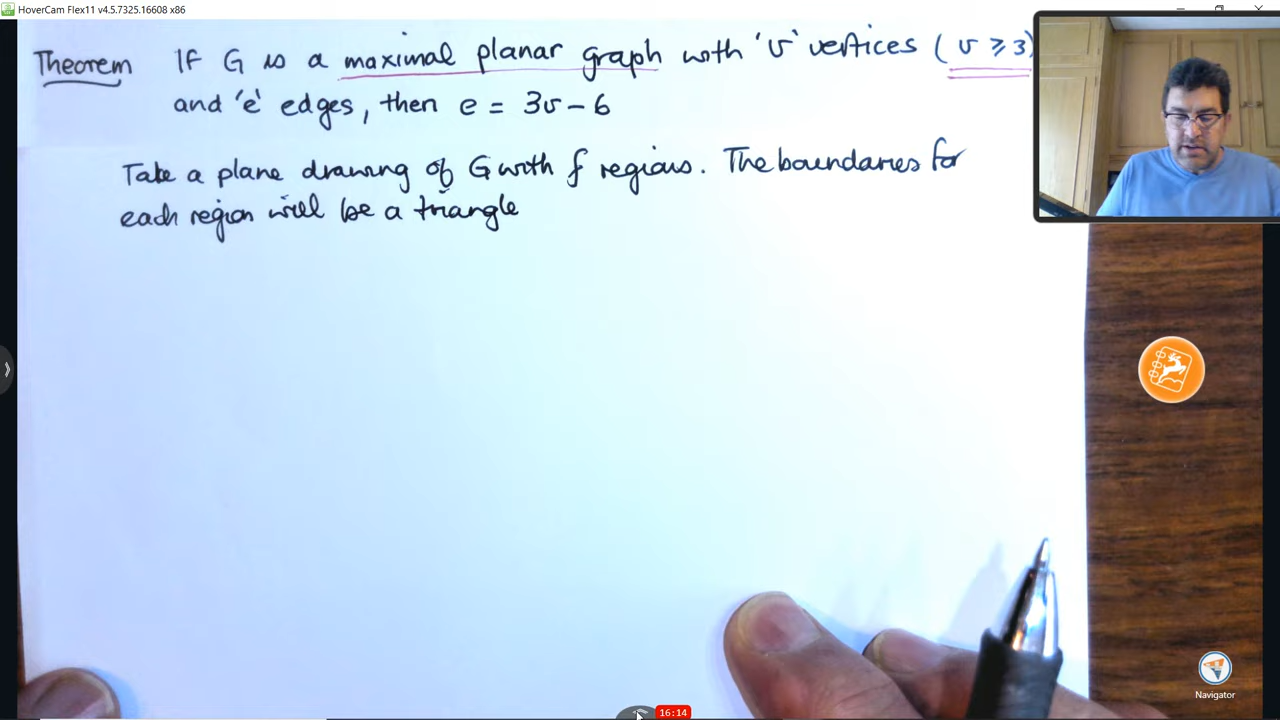 HoverCam Flex11 v4.5.7325.16608 x86
Theorem If G is a maximal planar graph with 'v' vertices (v ⩾ 3)
and 'e' edges, then e = 3v – 6
Take a plane drawing of G with f regions. The boundaries for
each region will be a triangle
Navigator
16:14